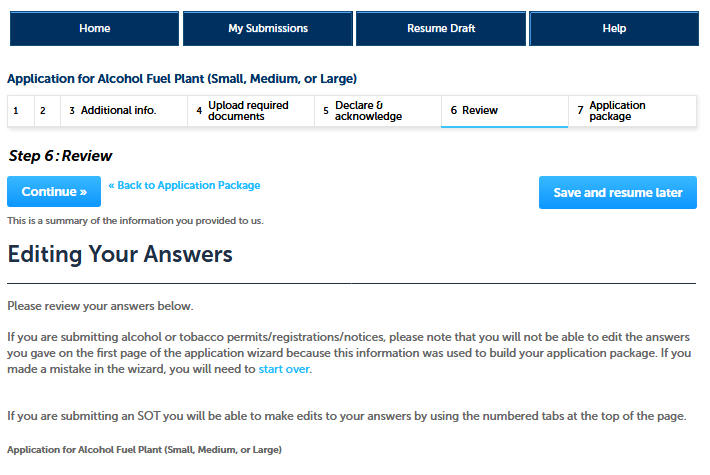 Home My Submissions Resume Draft Help
Application for Alcohol Fuel Plant (Small, Medium, or Large)
1 2 3 Additional info. 4 Upload required documents 5 Declare & acknowledge 6 Review 7 Application package
Step 6: Review
Continue » « Back to Application Package Save and resume later
This is a summary of the information you provided to us.
Editing Your Answers
Please review your answers below.
If you are submitting alcohol or tobacco permits/registrations/notices, please note that you will not be able to edit the answers
you gave on the first page of the application wizard because this information was used to build your application package. If you
made a mistake in the wizard, you will need to start over.
If you are submitting an SOT you will be able to make edits to your answers by using the numbered tabs at the top of the page.
Application for Alcohol Fuel Plant (Small, Medium, or Large)